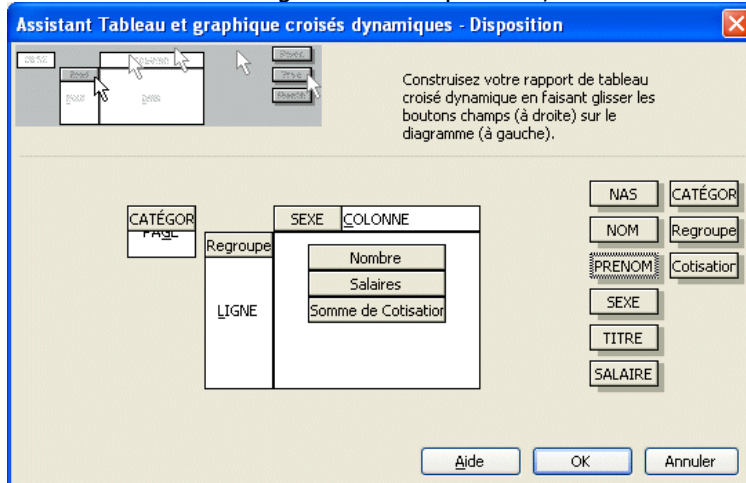 Assistant Tableau et graphique croisés dynamiques - Disposition
Construisez votre rapport de tableau
croisé dynamique en faisant glisser les
boutons champs (à droite) sur le
diagramme (à gauche).
CATÉGOR
PAGE
SEXE COLONNE
Regroupe
LIGNE
Nombre
Salaires
Somme de Cotisation
NAS CATÉGOR
NOM Regroupe
PRENOM Cotisation
SEXE
TITRE
SALAIRE
Aide OK Annuler